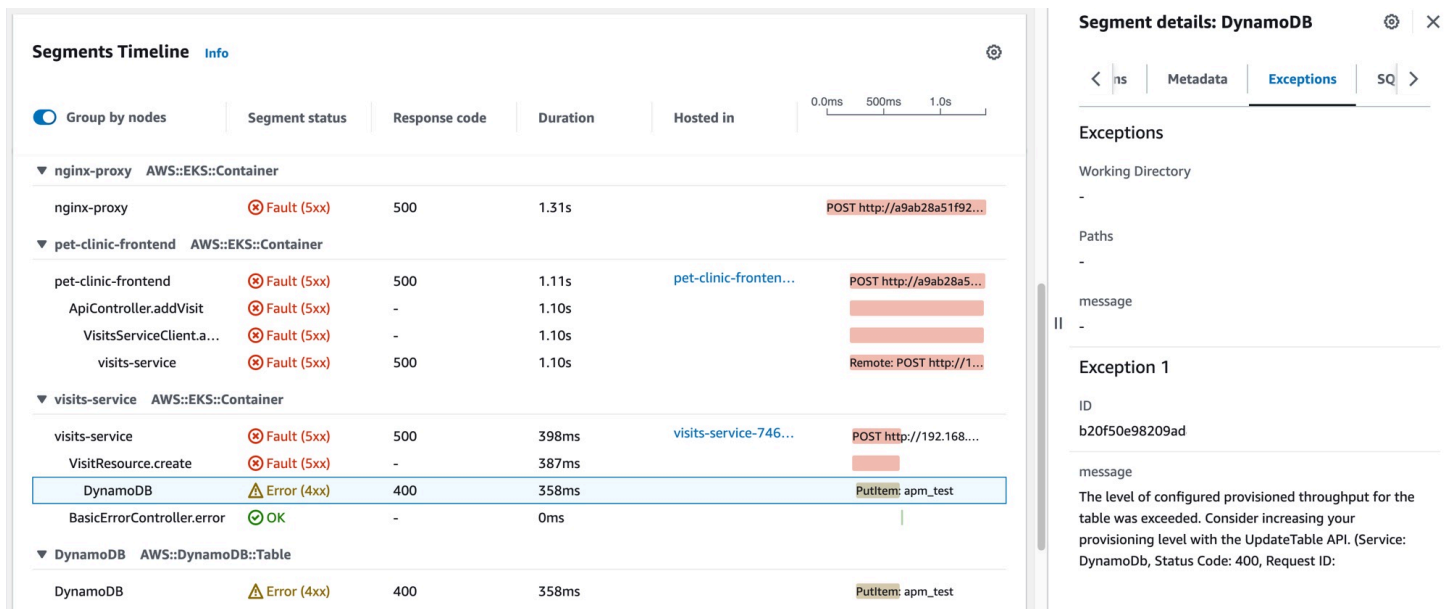 Segments Timeline Info
0.0ms 500ms 1.0s
Group by nodes Segment status Response code Duration Hosted in
nginx-proxy AWS::EKS::Container
nginx-proxy Fault (5xx) 500 1.31s POST http://a9ab28a51f92...
pet-clinic-frontend AWS::EKS::Container
pet-clinic-frontend Fault (5xx) 500 1.11s pet-clinic-fronten... POST http://a9ab28a5...
ApiController.addVisit Fault (5xx) - 1.10s
VisitsServiceClient.a... Fault (5xx) - 1.10s
visits-service Fault (5xx) 500 1.10s Remote: POST http://1...
visits-service AWS::EKS::Container
visits-service Fault (5xx) 500 398ms visits-service-746... POST http://192.168....
VisitResource.create Fault (5xx) - 387ms
DynamoDB Error (4xx) 400 358ms PutItem: apm_test
BasicErrorController.error OK - 0ms
DynamoDB AWS::DynamoDB::Table
DynamoDB Error (4xx) 400 358ms PutItem: apm_test
Segment details: DynamoDB
ns Metadata Exceptions SQ
Exceptions
Working Directory
-
Paths
-
message
-
Exception 1
ID
b20f50e98209ad
message
The level of configured provisioned throughput for the
table was exceeded. Consider increasing your
provisioning level with the UpdateTable API. (Service:
DynamoDb, Status Code: 400, Request ID: